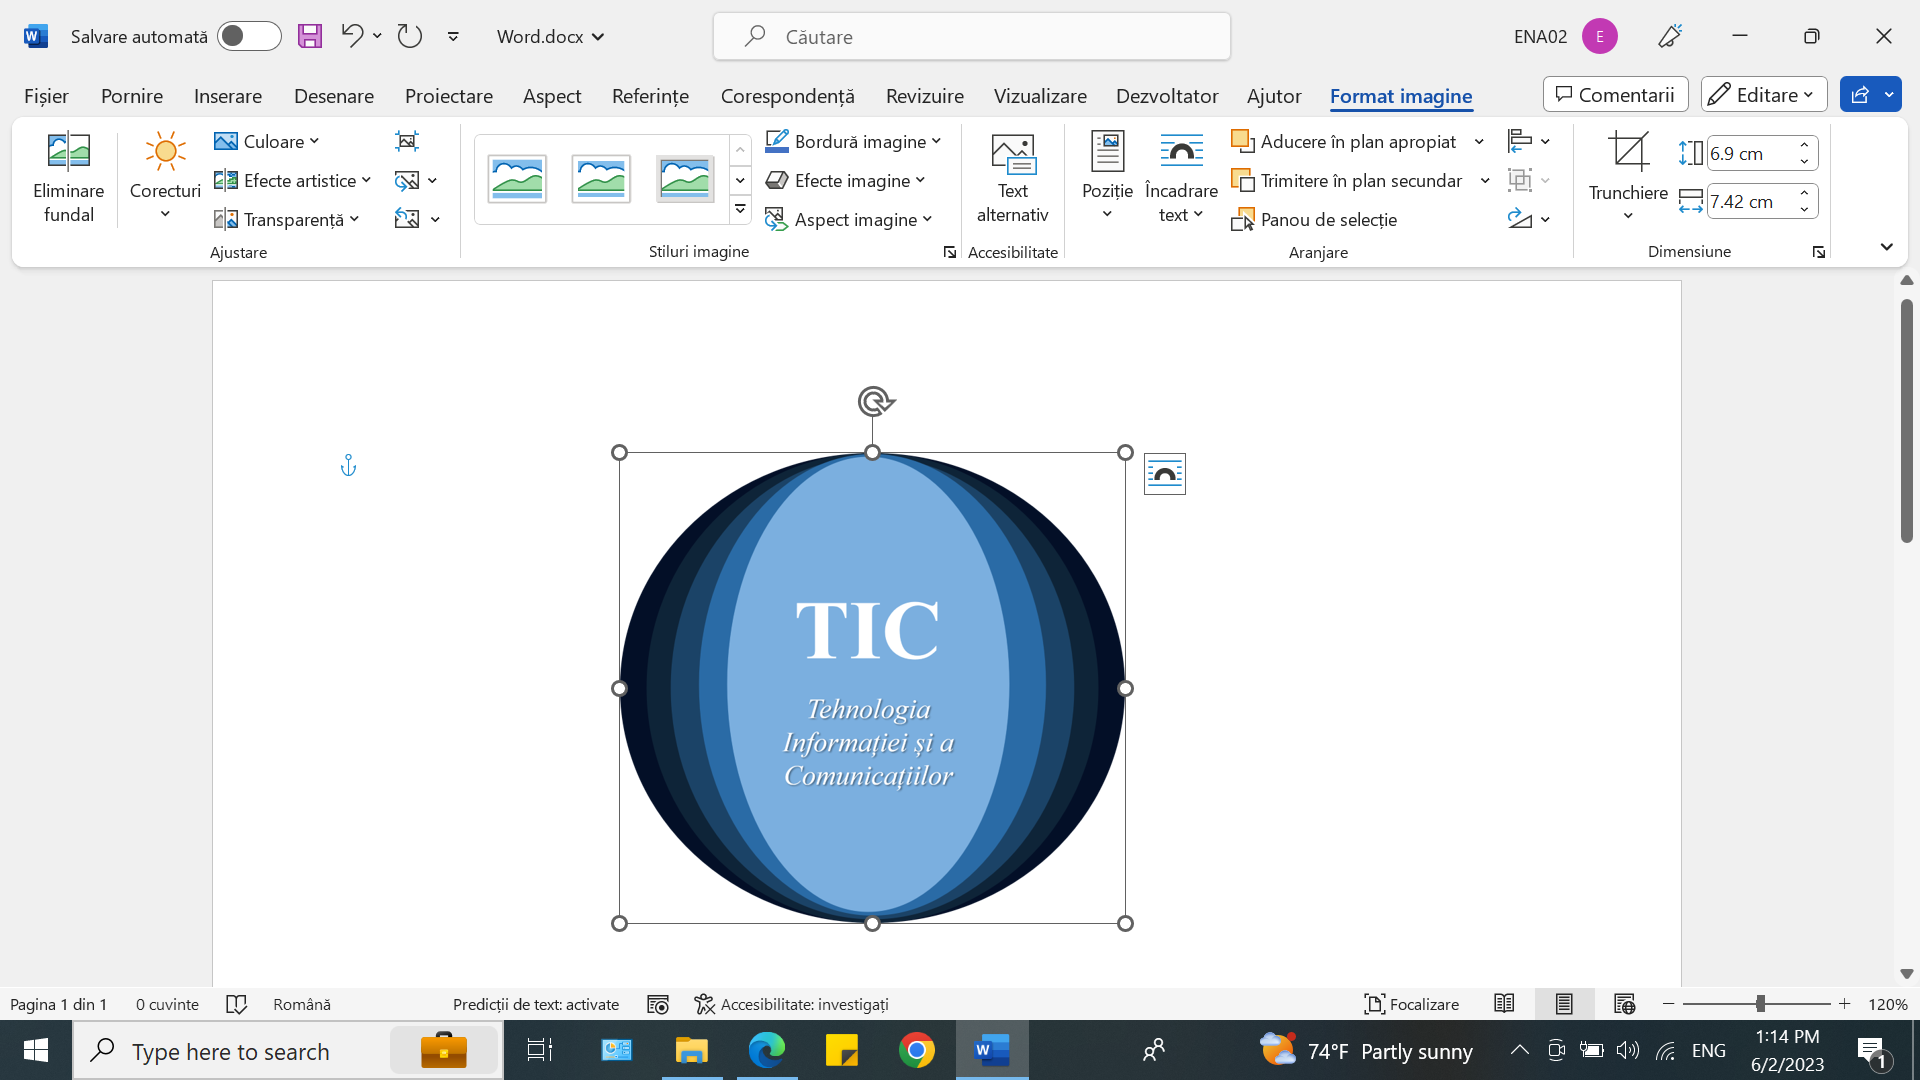 Salvare automată
Word.docx
Căutare
ENA02
E
Fișier
Pornire
Inserare
Desenare
Proiectare
Aspect
Referințe
Corespondență
Revizuire
Vizualizare
Dezvoltator
Ajutor
Format imagine
Comentarii
Editare
Eliminare
fundal
Corecturi
Culoare
Efecte artistice
Transparență
Ajustare
Stiluri imagine
Bordură imagine
Efecte imagine
Aspect imagine
Text
alternativ
Accesibilitate
Poziție
Încadrare
text
Aducere în plan apropiat
Trimitere în plan secundar
Panou de selecție
Aranjare
Trunchiere
6.9 cm
7.42 cm
Dimensiune
TIC
Tehnologia
Informației și a
Comunicațiilor
Pagina 1 din 1
0 cuvinte
Română
Predicții de text: activate
Accesibilitate: investigați
Focalizare
120%
Type here to search
74°F Partly sunny
ENG
1:14 PM
6/2/2023
1